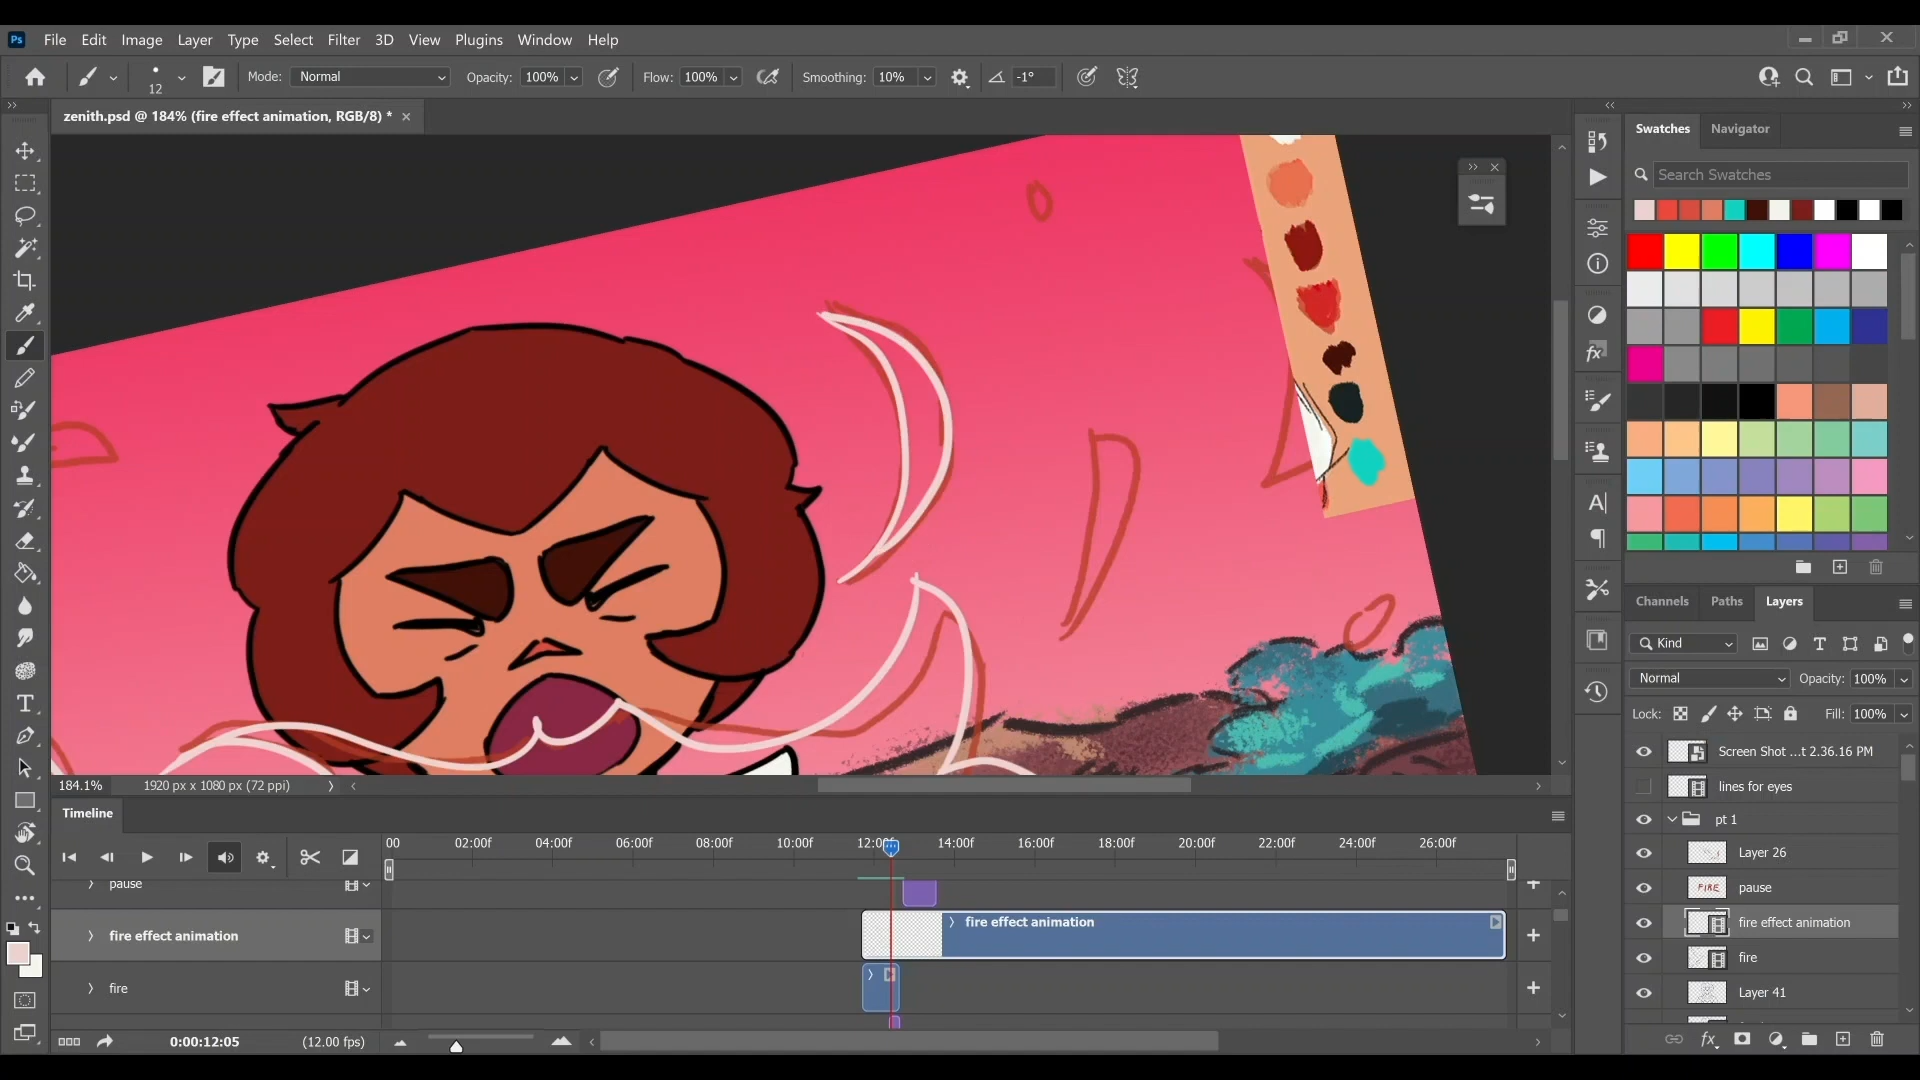 Ps File Edit Image Layer Type Select Filter 3D View Plugins Window Help
12 Mode: Normal Opacity: 100% Flow: 100% Smoothing: 10% -1°
zenith.psd @ 184% (fire effect animation, RGB/8) *
Swatches Navigator
Search Swatches
Channels Paths Layers
Kind
Normal Opacity: 100%
Lock: Fill: 100%
Screen Shot ...t 2.36.16 PM
lines for eyes
pt 1
Layer 26
FIRE pause
fire effect animation
fire
Layer 41
184.1% 1920 px x 1080 px (72 ppi)
Timeline
00 02:00f 04:00f 06:00f 08:00f 10:00f 12:00f 14:00f 16:00f 18:00f 20:00f 22:00f 24:00f 26:00f
pause
fire effect animation fire effect animation
fire
0:00:12:05 (12.00 fps)